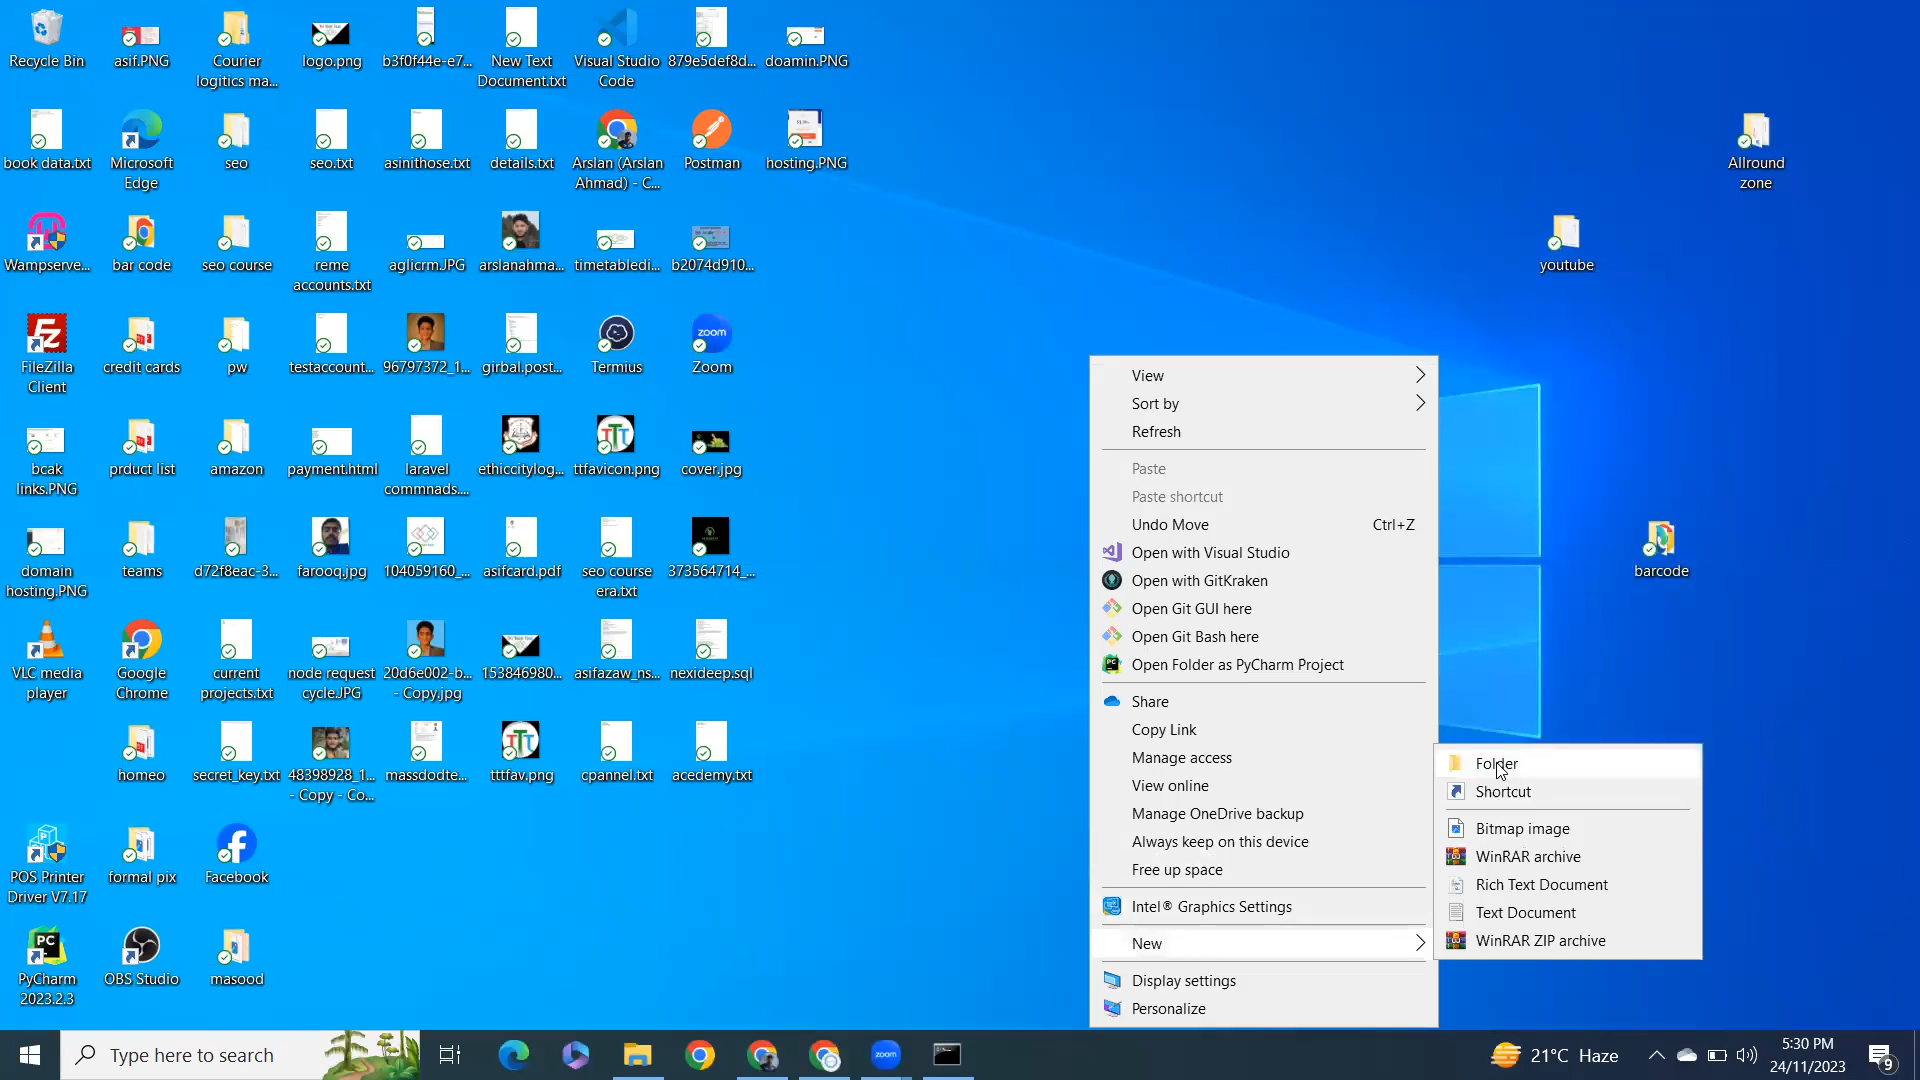 Recycle Bin
asif.PNG
Courier
logitics ma...
logo.png
b3f0f44e-e7...
New Text
Document.txt
Visual Studio
Code
879e5def8d...
doamin.PNG
book data.txt
Microsoft
Edge
seo
seo.txt
asinithose.txt
details.txt
Arslan (Arslan
Ahmad) - C...
Postman
hosting.PNG
Allround
zone
Wampserve...
bar code
seo course
reme
accounts.txt
aglicrm.JPG
arslanahma...
timetabledi...
b2074d910...
youtube
FileZilla
Client
credit cards
pw
testaccount...
96797372_1...
girbal.post...
Termius
zoom
Zoom
bcak
links.PNG
prduct list
amazon
payment.html
laravel
commnads....
ethiccitylog...
ttfavicon.png
cover.jpg
domain
hosting.PNG
teams
d72f8eac-3...
farooq.jpg
104059160_...
asifcard.pdf
seo course
era.txt
373564714_...
barcode
VLC media
player
Google
Chrome
current
projects.txt
node request
cycle.JPG
20d6e002-b...
- Copy.jpg
153846980...
asifazaw_ns...
nexideep.sql
homeo
secret_key.txt
48398928_1...
- Copy - Co...
massdodte...
tttfav.png
cpannel.txt
acedemy.txt
POS Printer
Driver V7.17
formal pix
Facebook
PyCharm
2023.2.3
OBS Studio
masood
View
Sort by
Refresh
Paste
Paste shortcut
Undo Move Ctrl+Z
Open with Visual Studio
Open with GitKraken
Open Git GUI here
Open Git Bash here
Open Folder as PyCharm Project
Share
Copy Link
Manage access
View online
Manage OneDrive backup
Always keep on this device
Free up space
Intel® Graphics Settings
New
Display settings
Personalize
Folder
Shortcut
Bitmap image
WinRAR archive
Rich Text Document
Text Document
WinRAR ZIP archive
Type here to search
zoom
21°C Haze
5:30 PM
24/11/2023
9